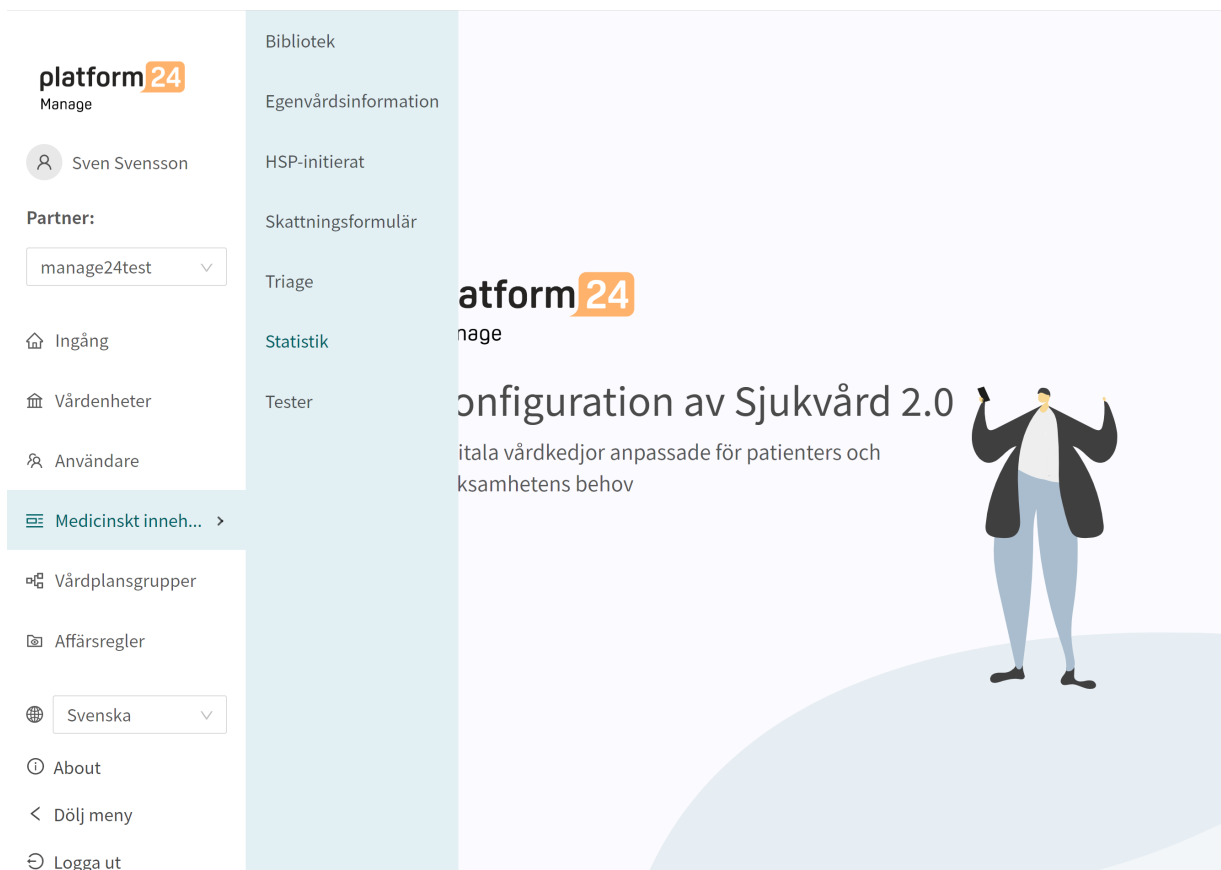 platform24
Manage
Sven Svensson
Partner:
manage24test
Ingång
Vårdenheter
Användare
Medicinskt inneh...
Vårdplansgrupper
Affärsregler
Svenska
About
Dölj meny
Logga ut
Bibliotek
Egenvårdsinformation
HSP-initierat
Skattningsformulär
Triage
Statistik
Tester
atform24
nage
onfiguration av Sjukvård 2.0
itala vårdkedjor anpassade för patienters och
ksamhetens behov